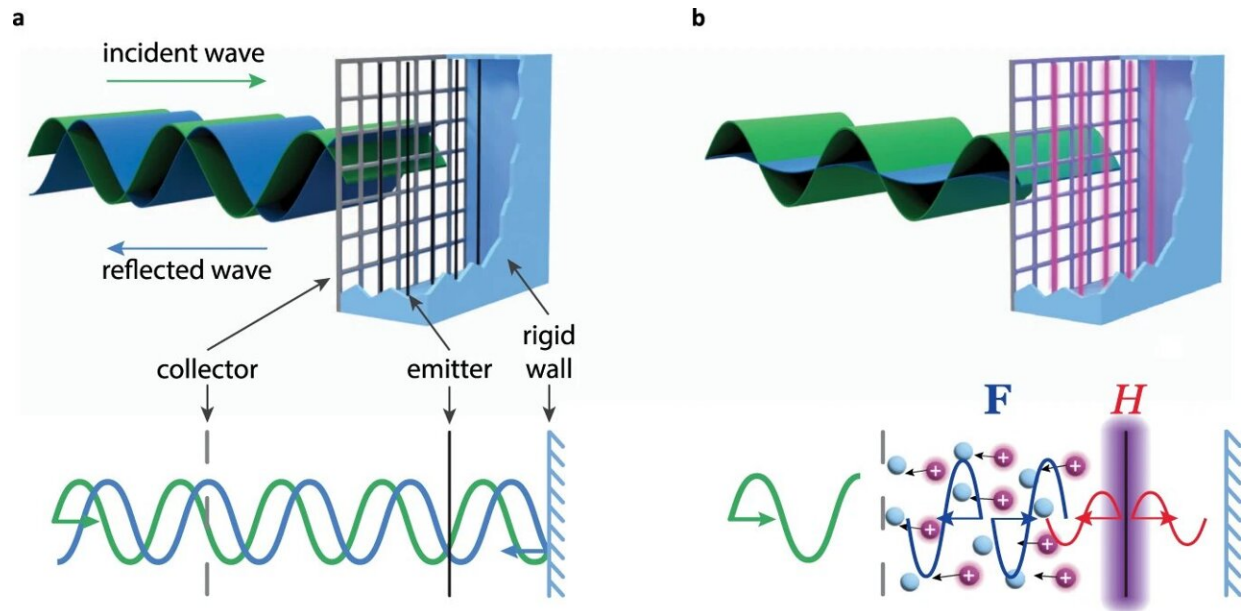 a
incident wave
reflected wave
collector
emitter
rigid
wall
b
F
H
+
+
+
+
+
+
+
+